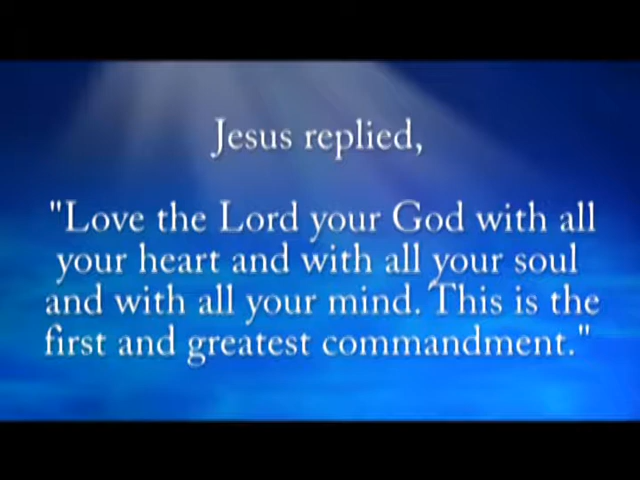 Jesus replied,
"Love the Lord your God with all
your heart and with all your soul
and with all your mind. This is the
first and greatest commandment."